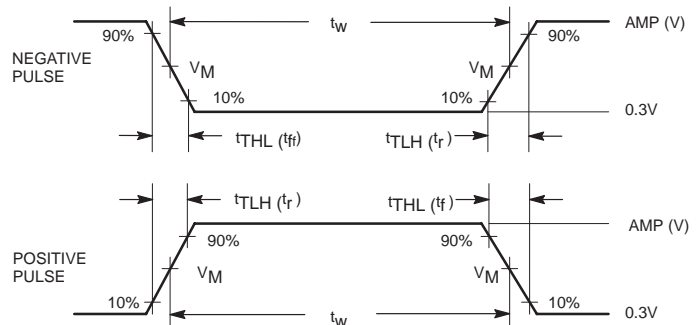 t_W
AMP (V)
90%
90%
NEGATIVE
PULSE
V_M
V_M
10%
10%
0.3V
t_THL (t_ff)
t_TLH (t_r)
t_TLH (t_r)
t_THL (t_f)
AMP (V)
90%
90%
POSITIVE
PULSE
V_M
V_M
10%
10%
t_W
0.3V